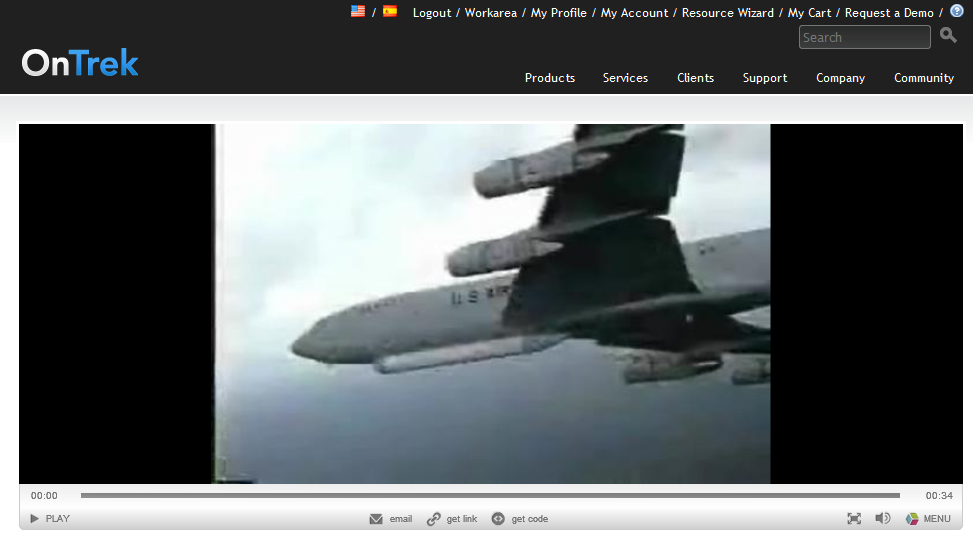 / Logout / Workarea / My Profile / My Account / Resource Wizard / My Cart / Request a Demo / ?
Search
OnTrek
Products Services Clients Support Company Community
U S AIR
00:00 00:34
PLAY email get link get code MENU